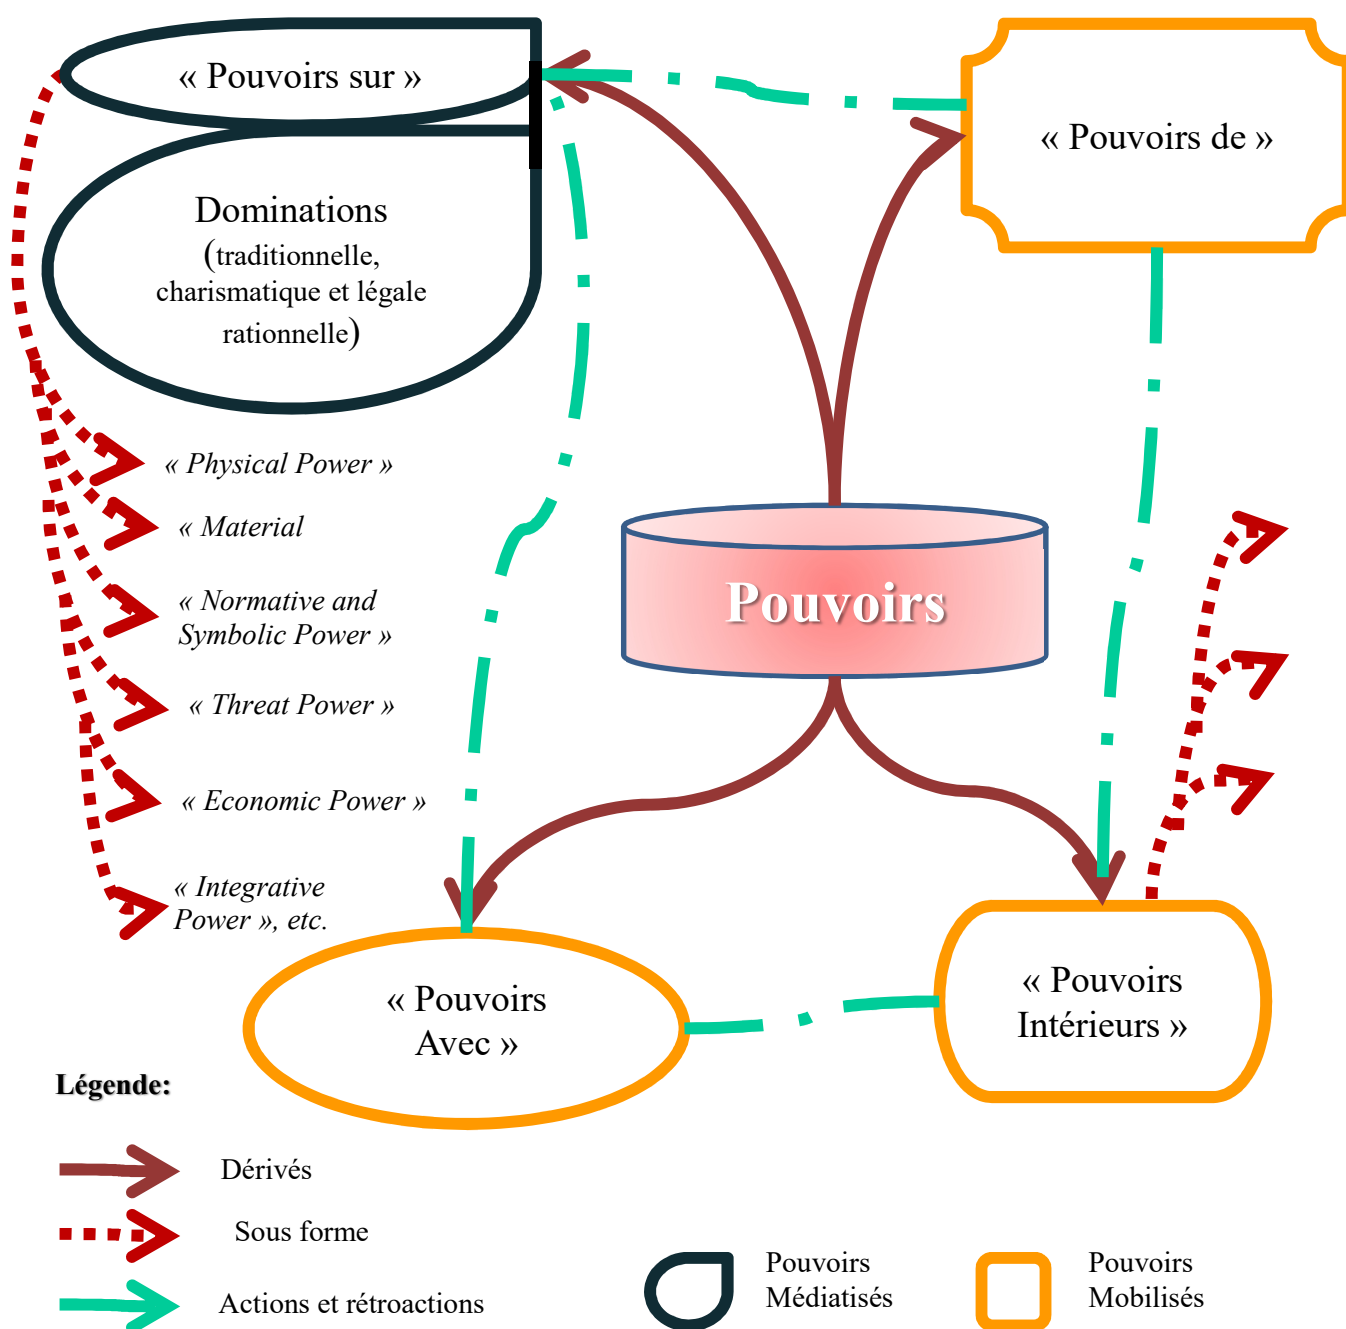 « Pouvoirs sur »
« Pouvoirs de »
Dominations
(traditionnelle,
charismatique et légale
rationnelle)
« Physical Power »
« Material
« Normative and
Symbolic Power »
« Threat Power »
« Economic Power »
« Integrative
Power », etc.
Pouvoirs
« Pouvoirs
Avec »
« Pouvoirs
Intérieurs »
Légende:
Dérivés
Sous forme
Actions et rétroactions
Pouvoirs
Médiatisés
Pouvoirs
Mobilisés